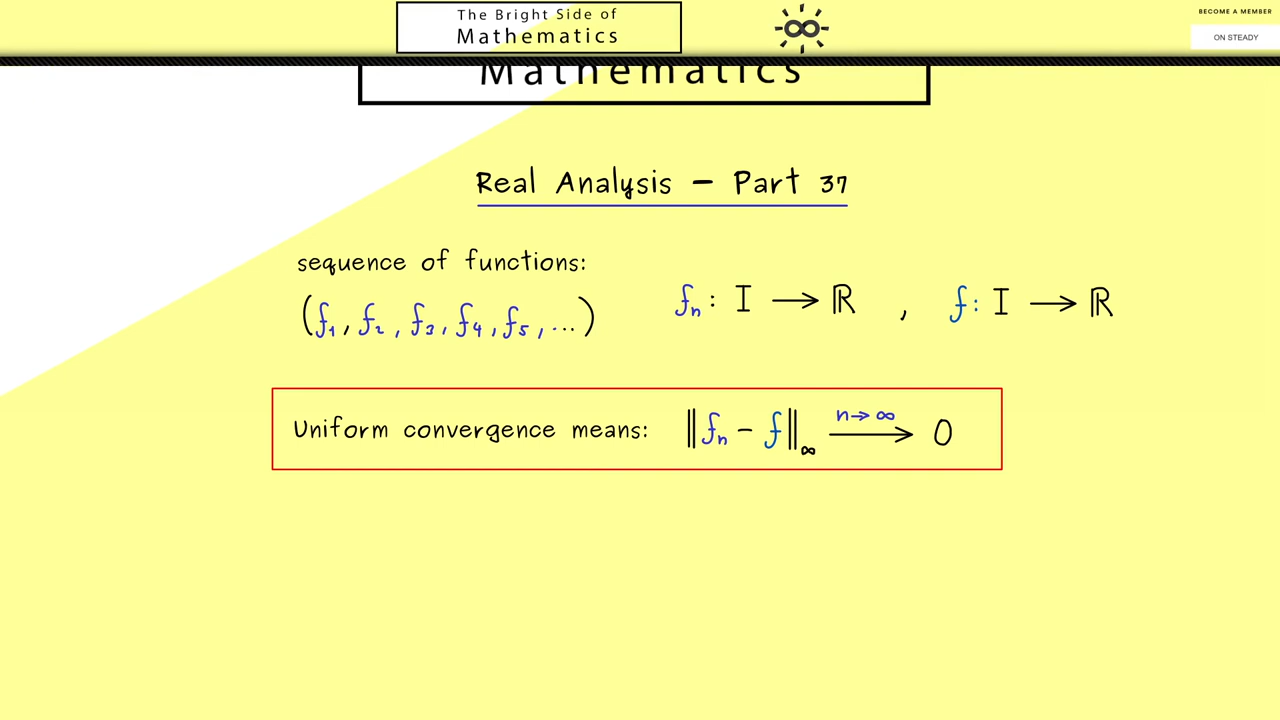 The Bright Side of
Mathematics
BECOME A MEMBER
ON STEADY
Mathematics
Real Analysis – Part 37
sequence of functions:
(f₁, f₂, f₃, f₄, f₅, ...)
fₙ: I → ℝ , f: I → ℝ
Uniform convergence means: ‖fₙ − f‖∞ n→∞ ⟶ 0